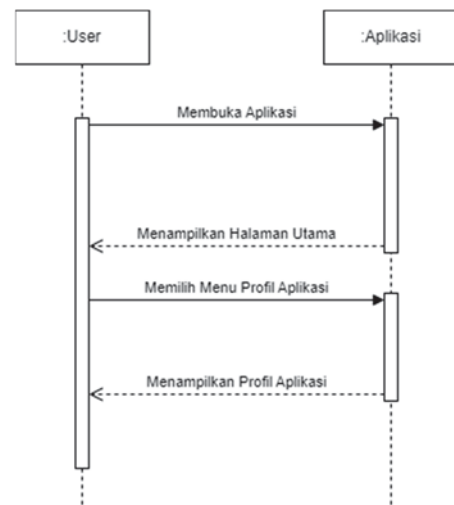 :User
:Aplikasi
Membuka Aplikasi
Menampilkan Halaman Utama
Memilih Menu Profil Aplikasi
Menampilkan Profil Aplikasi